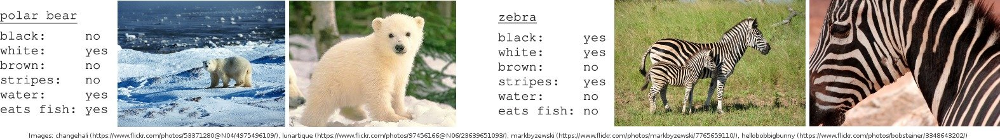 polar bear
black: no
white: yes
brown: no
stripes: no
water: yes
eats fish: yes
zebra
black: yes
white: yes
brown: no
stripes: yes
water: no
eats fish: no
Images: changehali (https://www.flickr.com/photos/53371280@N04/4975496109/), lunartique (https://www.flickr.com/photos/97456166@N06/23639651093/), markbyzewski (https://www.flickr.com/photos/markbyzewski/7765659110/), hellobobbigbunny (https://www.flickr.com/photos/bobsteiner/3348643202/)